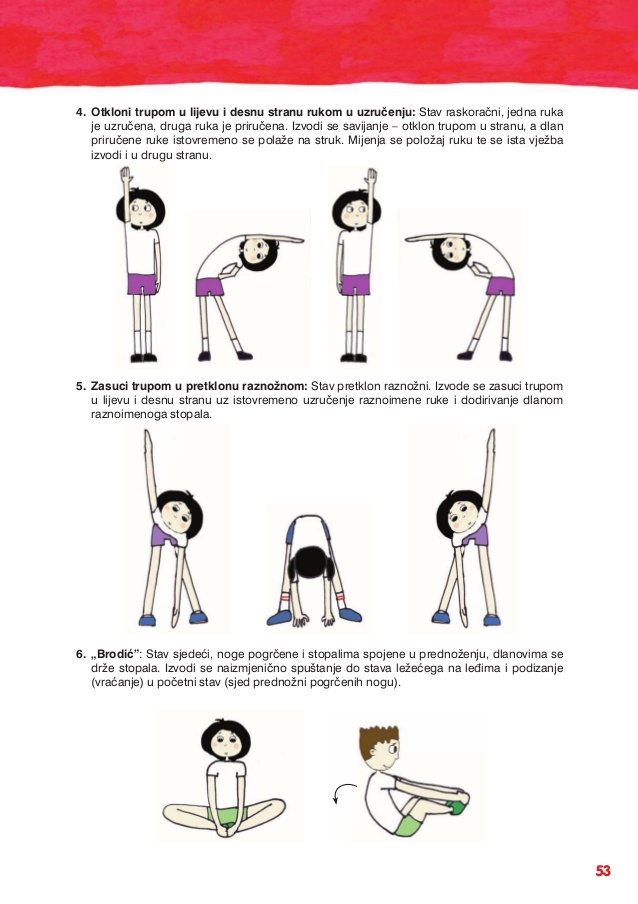 4. Otkloni trupom u lijevu i desnu stranu rukom u uzručenju: Stav raskoračni, jedna ruka
je uzručena, druga ruka je priručena. Izvodi se savijanje – otklon trupom u stranu, a dlan
priručene ruke istovremeno se polaže na struk. Mijenja se položaj ruku te se ista vježba
izvodi i u drugu stranu.
5. Zasuci trupom u pretklonu raznožnom: Stav pretklon raznožni. Izvode se zasuci trupom
u lijevu i desnu stranu uz istovremeno uzručenje raznoimene ruke i dodirivanje dlanom
raznoimenoga stopala.
6. „Brodić”: Stav sjedeći, noge pogrčene i stopalima spojene u prednoženju, dlanovima se
drže stopala. Izvodi se naizmjenično spuštanje do stava ležećega na leđima i podizanje
(vraćanje) u početni stav (sjed prednožni pogrčenih nogu).
53